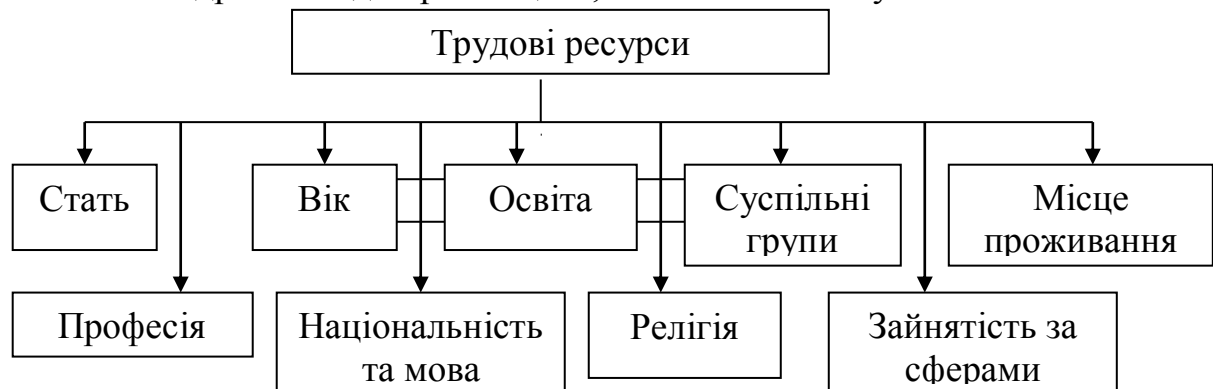 Трудові ресурси
Стать
Вік
Освіта
Суспільні
групи
Місце
проживання
Професія
Національність
та мова
Релігія
Зайнятість за
сферами